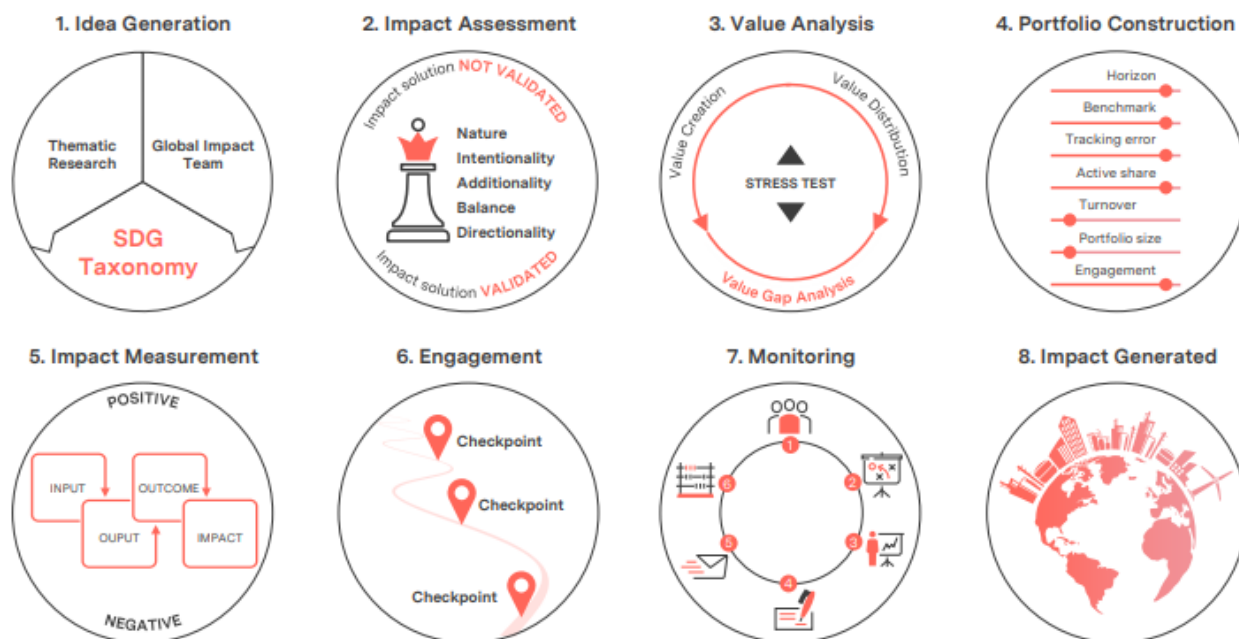 1. Idea Generation
Thematic
Research
Global Impact
Team
SDG
Taxonomy
2. Impact Assessment
Impact solution NOT VALIDATED
Nature
Intentionality
Additionality
Balance
Directionality
Impact solution VALIDATED
3. Value Analysis
Value Creation
Value Distribution
STRESS TEST
Value Gap Analysis
4. Portfolio Construction
Horizon
Benchmark
Tracking error
Active share
Turnover
Portfolio size
Engagement
5. Impact Measurement
POSITIVE
INPUT
OUTCOME
OUPUT
IMPACT
NEGATIVE
6. Engagement
Checkpoint
Checkpoint
Checkpoint
7. Monitoring
1
2
3
4
5
6
8. Impact Generated